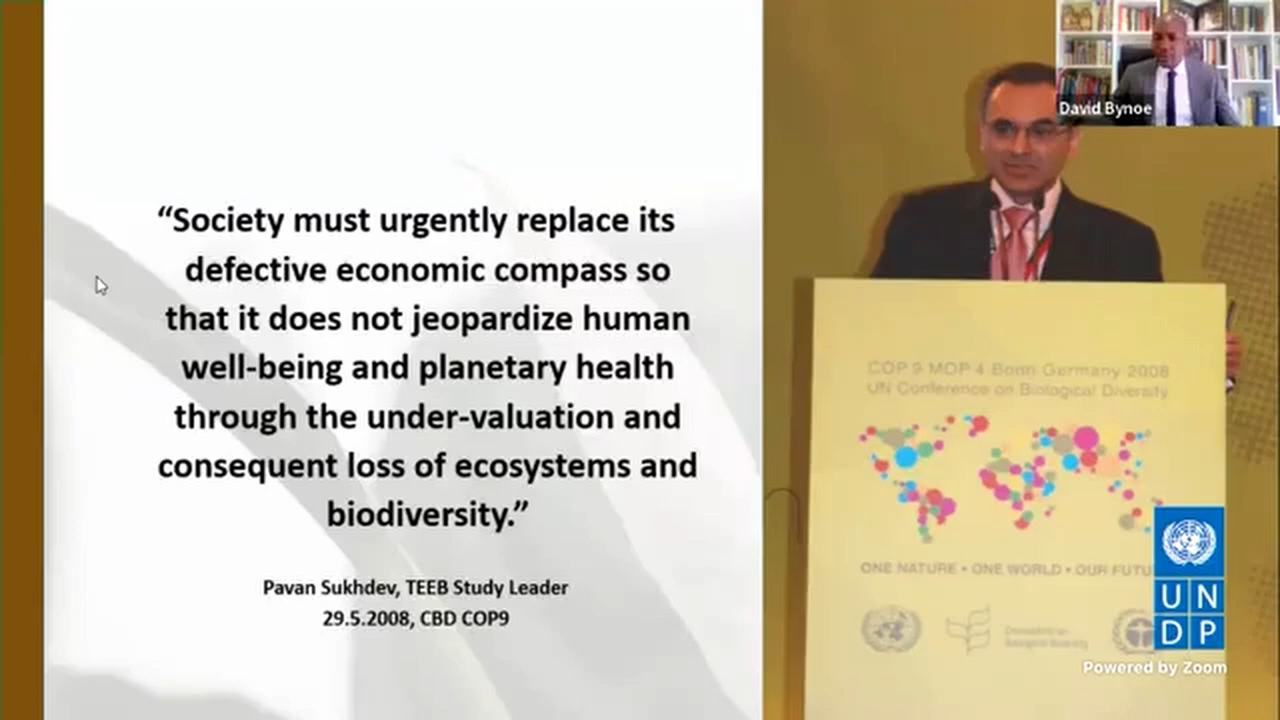 “Society must urgently replace its
defective economic compass so
that it does not jeopardize human
well-being and planetary health
through the under-valuation and
consequent loss of ecosystems and
biodiversity.”
Pavan Sukhdev, TEEB Study Leader
29.5.2008, CBD COP9
David Bynoe
COP 9 MOP 4 Bonn Germany 2008
UN Conference on Biological Diversity
ONE NATURE • ONE WORLD • OUR FUTU
U N
D P
Powered by Zoom